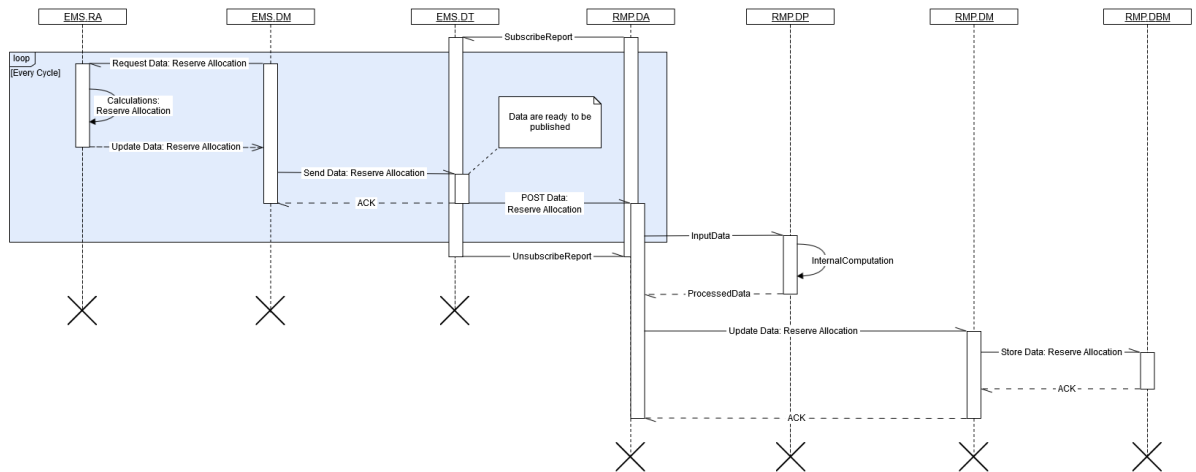 EMS.RA
EMS.DM
EMS.DT
RMP.DA
RMP.DP
RMP.DM
RMP.DBM
SubscribeReport
loop
[Every Cycle]
Request Data: Reserve Allocation
Calculations:
Reserve Allocation
Data are ready to be
published
Update Data: Reserve Allocation
Send Data: Reserve Allocation
ACK
POST Data:
Reserve Allocation
InputData
UnsubscribeReport
InternalComputation
ProcessedData
Update Data: Reserve Allocation
Store Data: Reserve Allocation
ACK
ACK